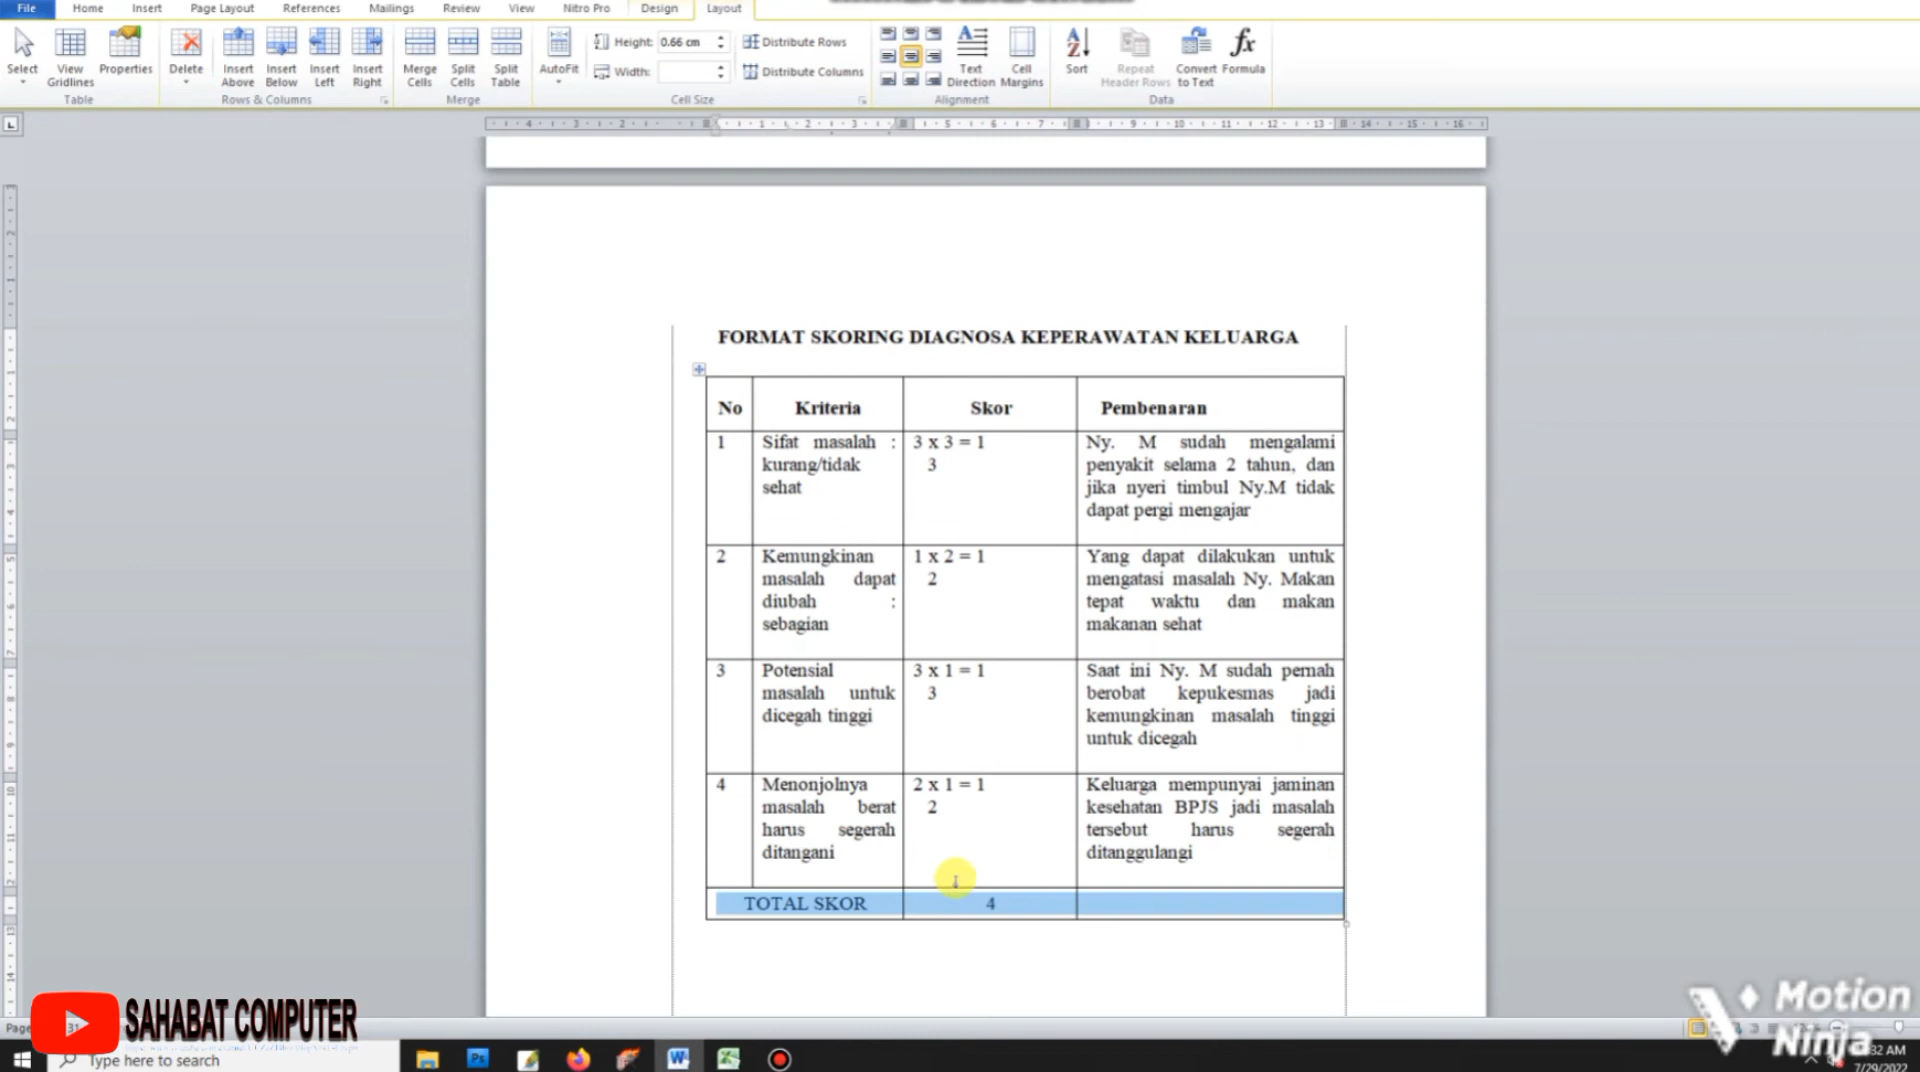 File Home Insert Page Layout References Mailings Review View Nitro Pro Design Layout
Select View Gridlines Properties Delete Insert Above Insert Below Insert Left Insert Right Merge Cells Split Cells Split Table AutoFit Height: 0.66 cm Width: Distribute Rows Distribute Columns Text Direction Cell Margins Sort Repeat Header Rows Convert to Text Formula
Table Rows & Columns Merge Cell Size Alignment Data
FORMAT SKORING DIAGNOSA KEPERAWATAN KELUARGA
No Kriteria Skor Pembenaran
1 Sifat masalah : 3 x 3 = 1 Ny. M sudah mengalami
kurang/tidak 3 penyakit selama 2 tahun, dan
sehat jika nyeri timbul Ny.M tidak
dapat pergi mengajar
2 Kemungkinan 1 x 2 = 1 Yang dapat dilakukan untuk
masalah dapat 2 mengatasi masalah Ny. Makan
diubah : tepat waktu dan makan
sebagian makanan sehat
3 Potensial 3 x 1 = 1 Saat ini Ny. M sudah pernah
masalah untuk 3 berobat kepukesmas jadi
dicegah tinggi kemungkinan masalah tinggi
untuk dicegah
4 Menonjolnya 2 x 1 = 1 Keluarga mempunyai jaminan
masalah berat 2 kesehatan BPJS jadi masalah
harus segerah tersebut harus segerah
ditangani ditanggulangi
TOTAL SKOR 4
SAHABAT COMPUTER
Motion
Ninja
Page
Type here to search
32 AM
7/29/2022